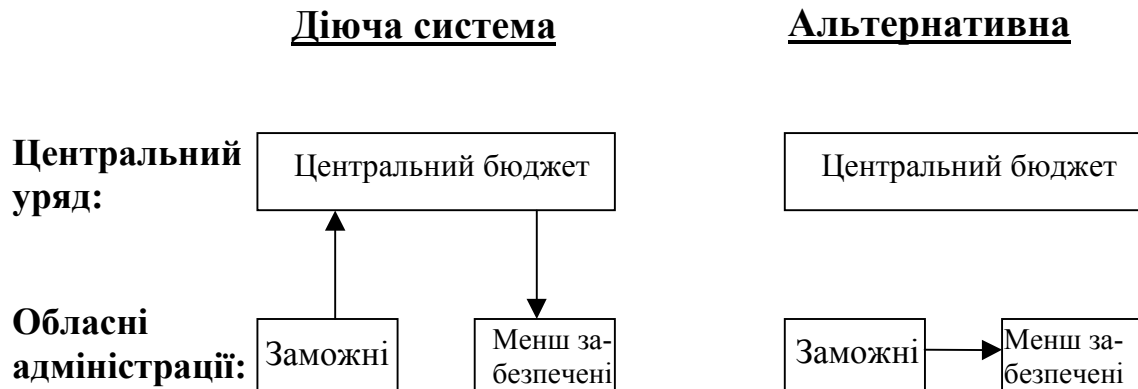 Діюча система
Альтернативна
Центральний
уряд:
Центральний бюджет
Центральний бюджет
Обласні
адміністрації:
Заможні
Менш за-
безпечені
Заможні
Менш за-
безпечені